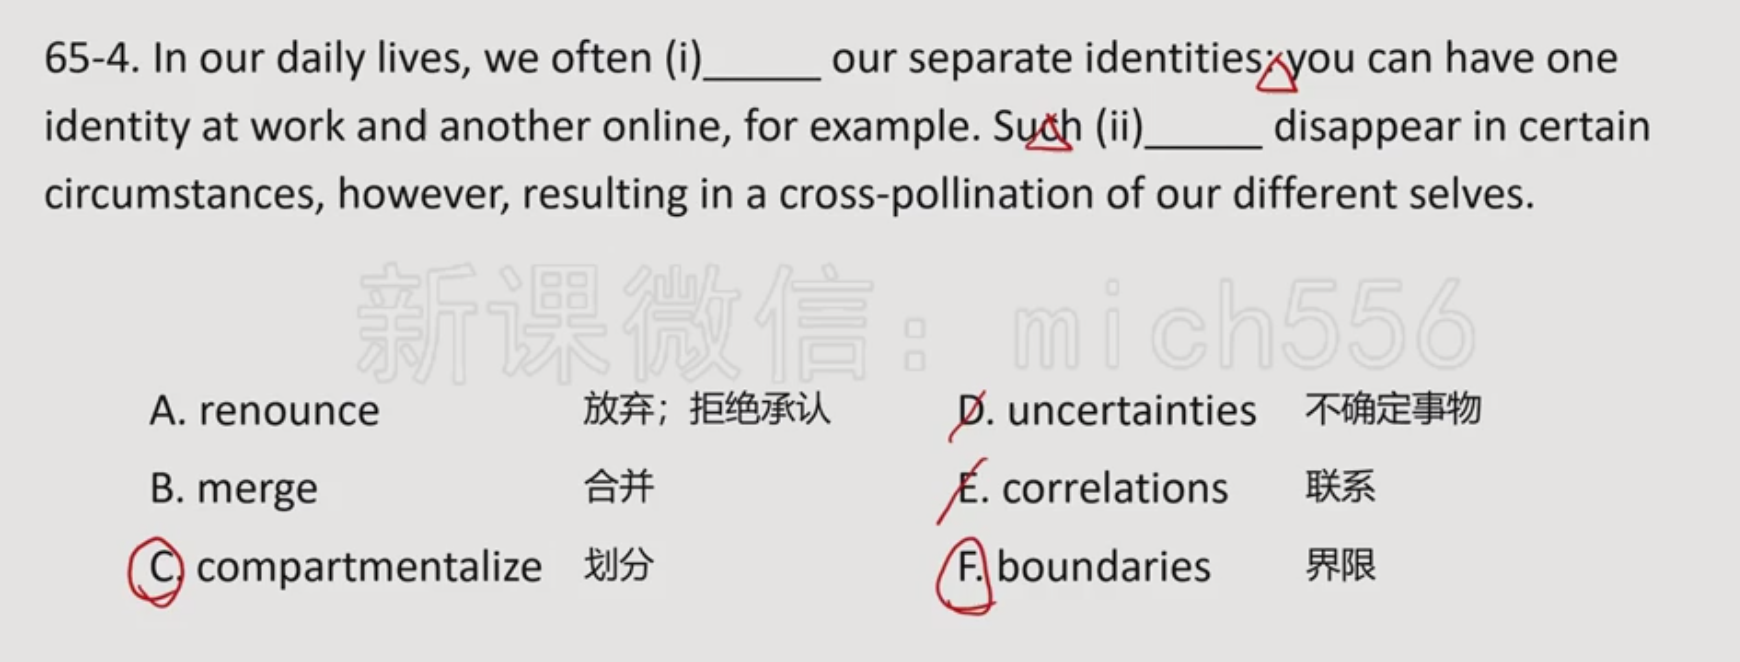 65-4. In our daily lives, we often (i)_____ our separate identities; you can have one
identity at work and another online, for example. Such (ii)_____ disappear in certain
circumstances, however, resulting in a cross-pollination of our different selves.
新课微信：mich556
A. renounce 放弃；拒绝承认 D. uncertainties 不确定事物
B. merge 合并 E. correlations 联系
C. compartmentalize 划分 F. boundaries 界限